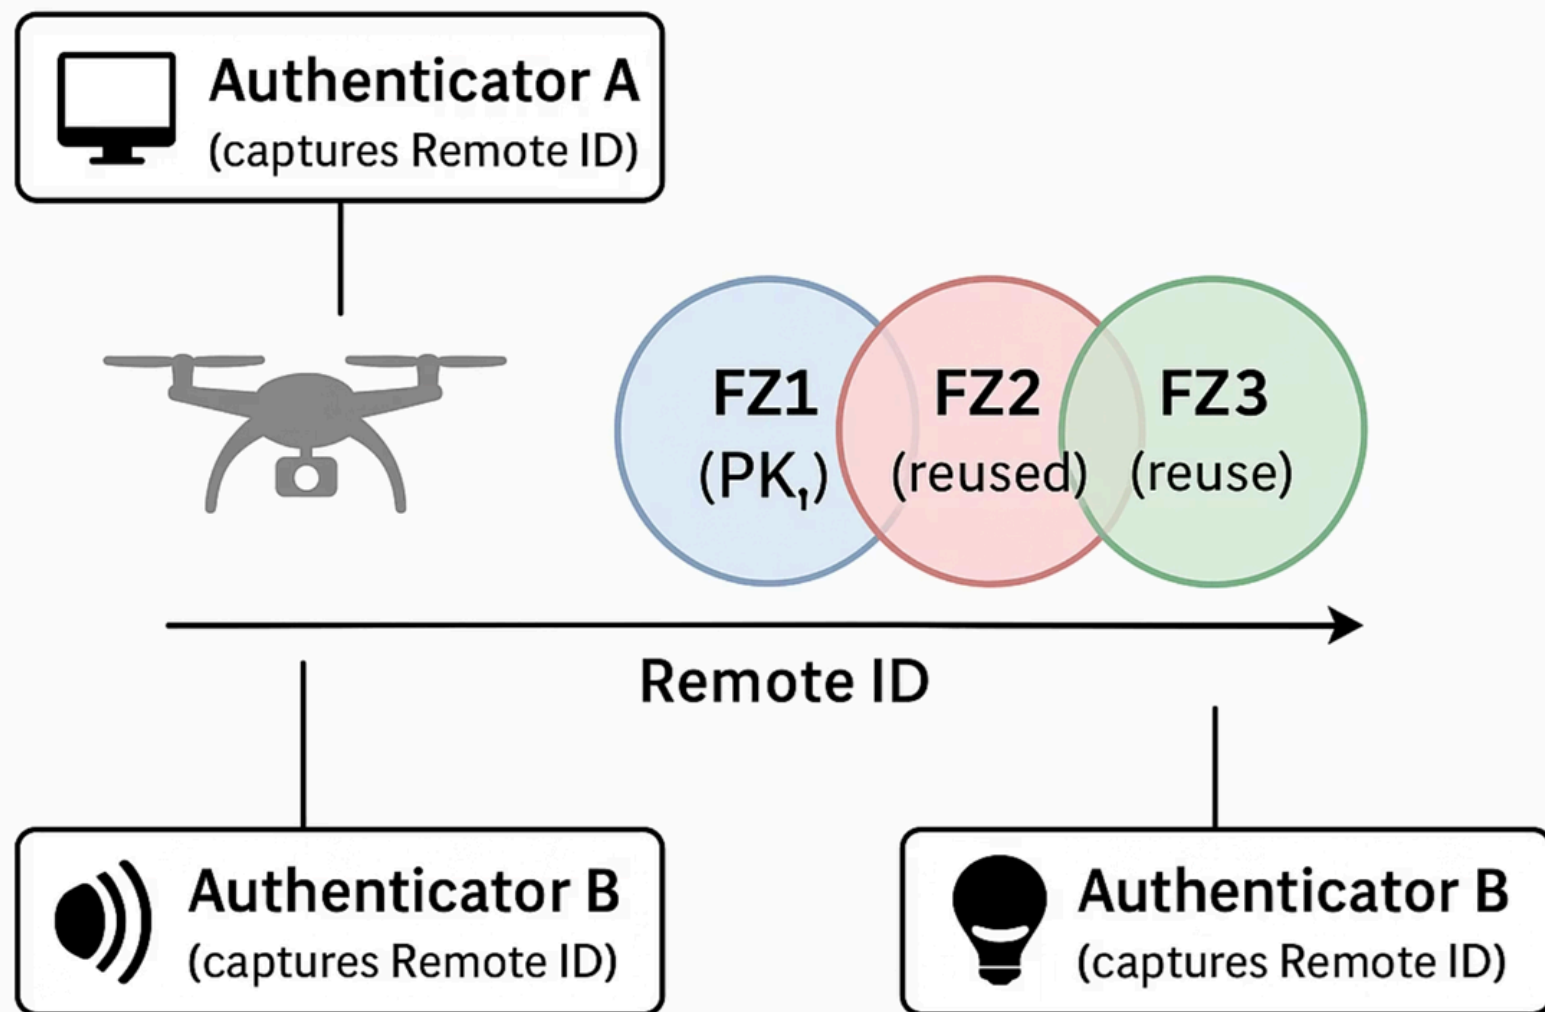 Authenticator A
(captures Remote ID)
FZ1
(PK₁)
FZ2
(reused)
FZ3
(reuse)
Remote ID
Authenticator B
(captures Remote ID)
Authenticator B
(captures Remote ID)